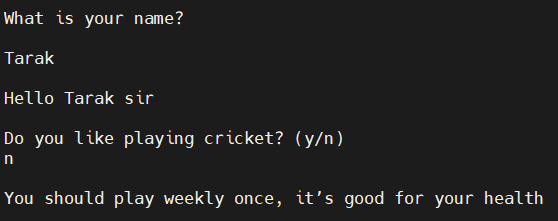 What is your name?
Tarak
Hello Tarak sir
Do you like playing cricket? (y/n)
n
You should play weekly once, it’s good for your health